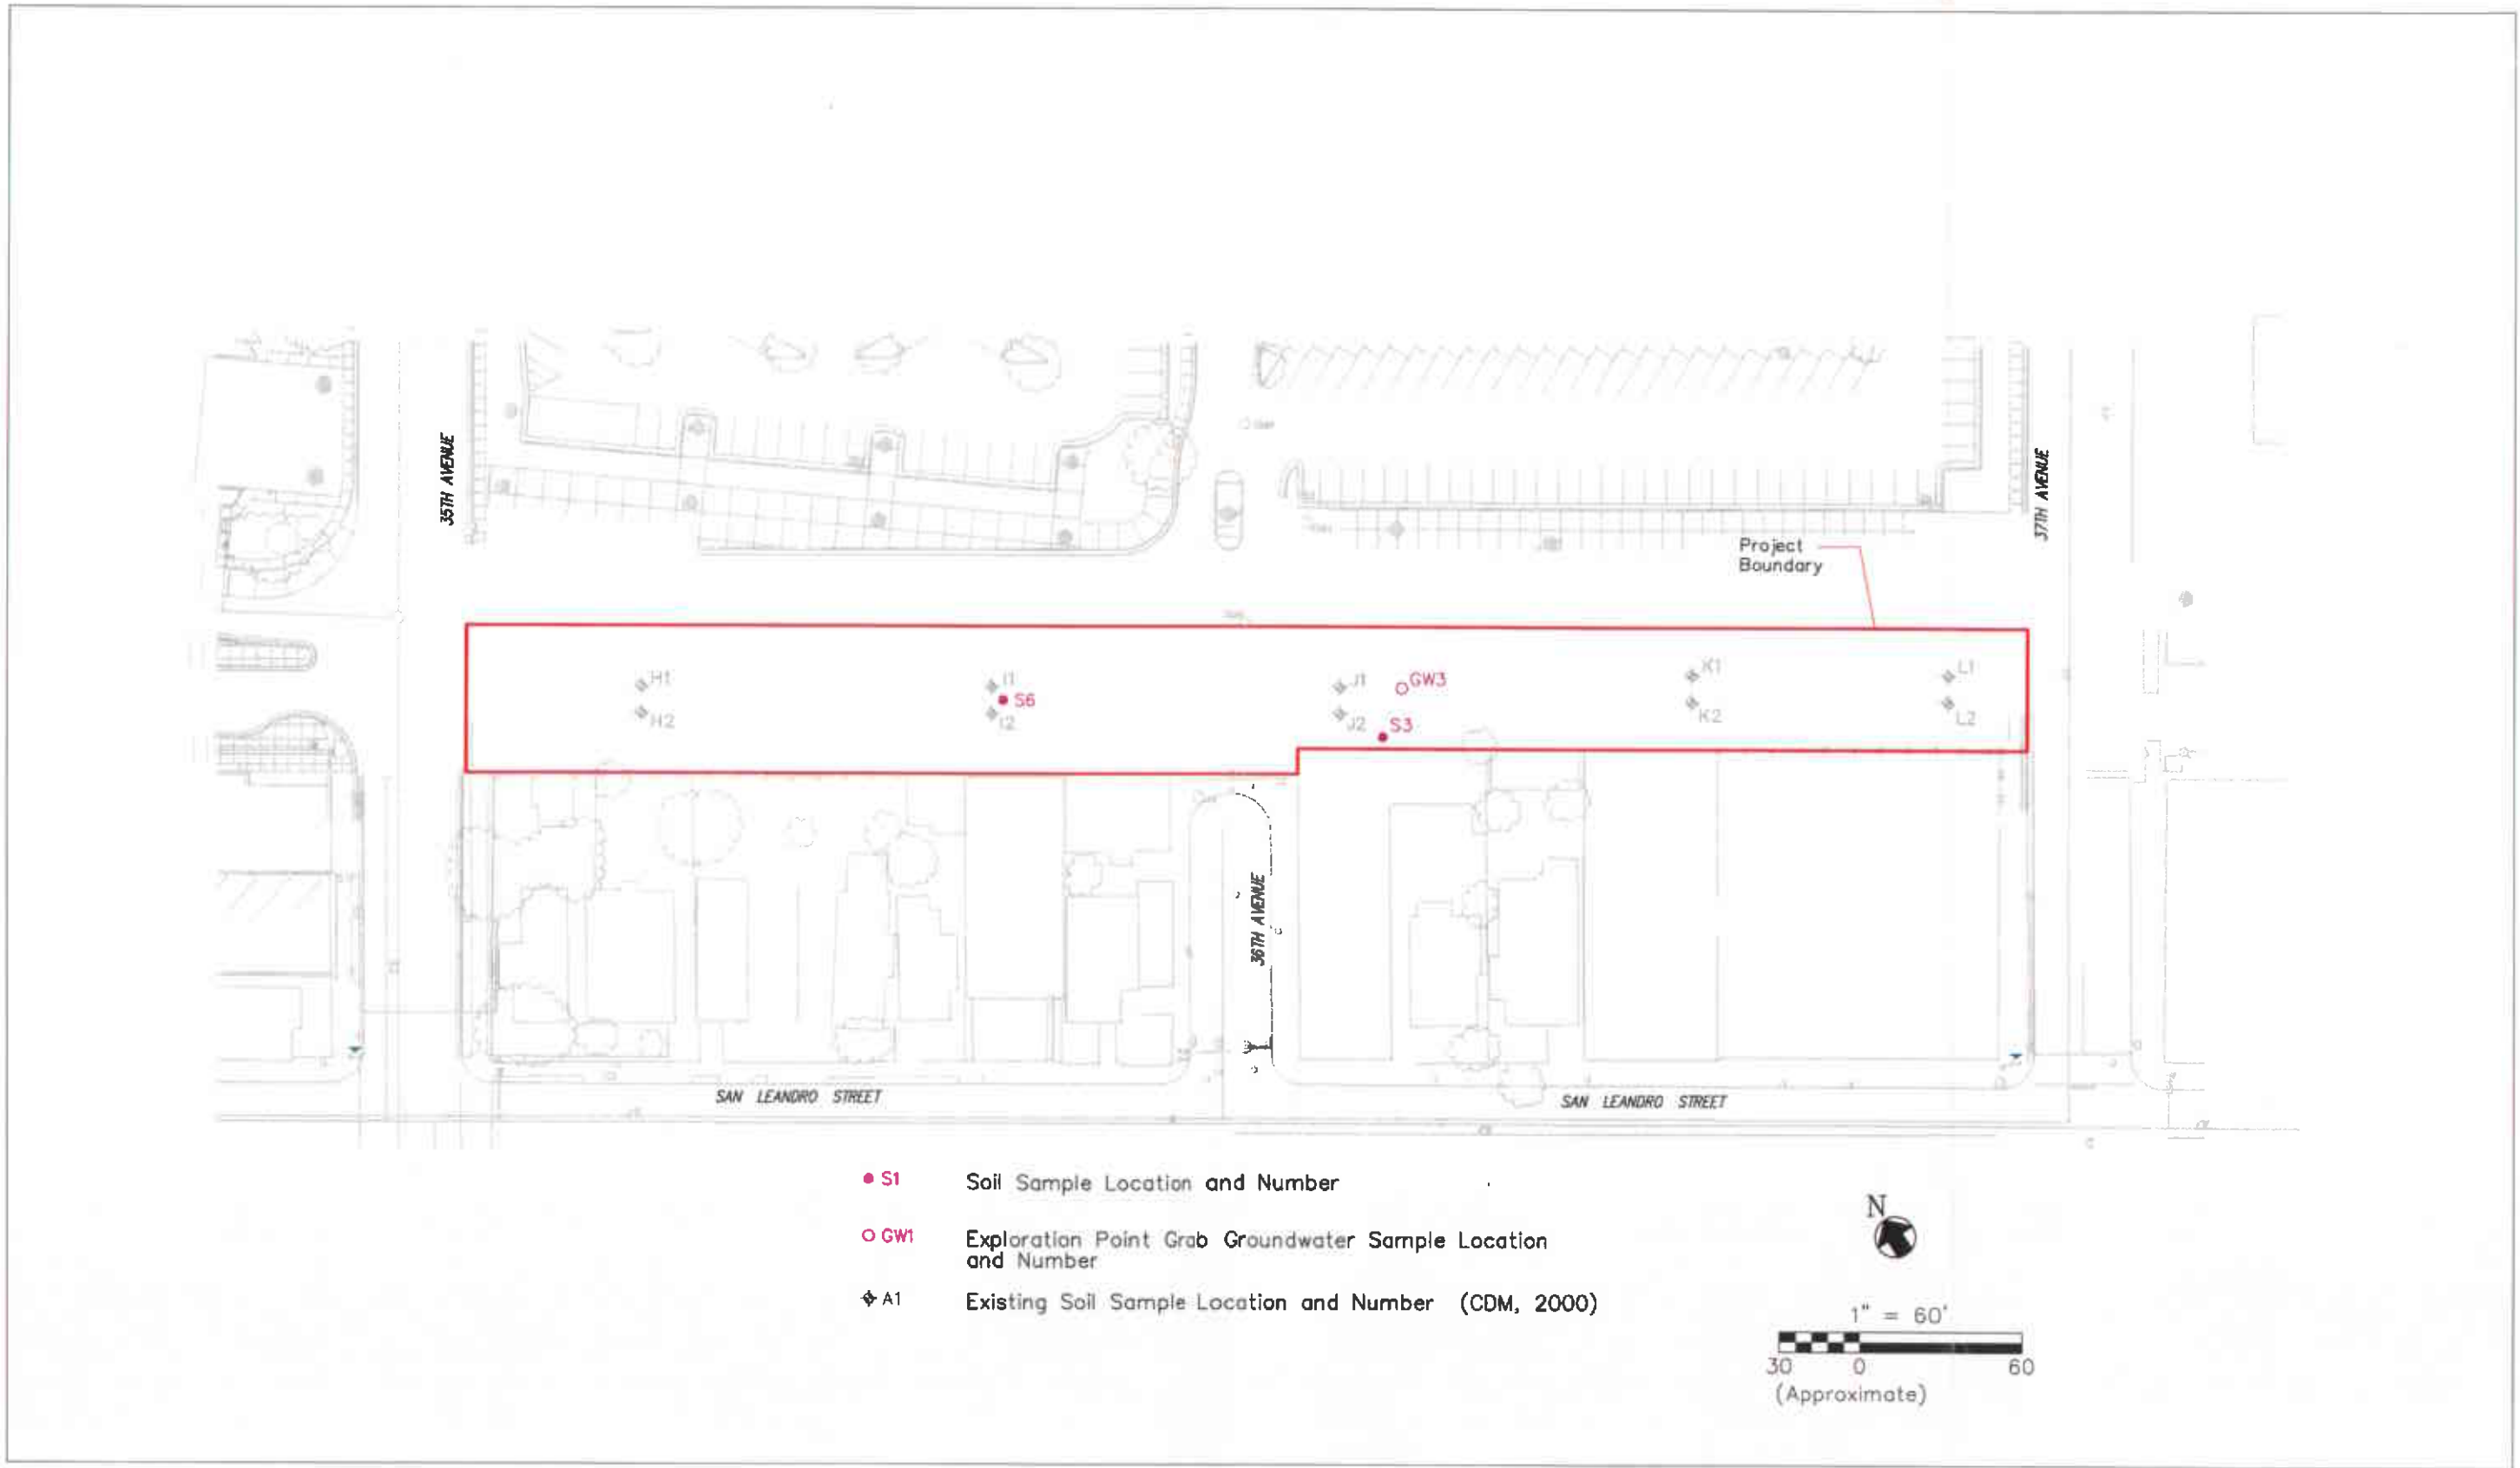 35TH AVENUE
37TH AVENUE
Project
Boundary
H1
I1
J1
GW3
K1
L1
S6
H2
I2
J2
S3
K2
L2
36TH AVENUE
SAN LEANDRO STREET
SAN LEANDRO STREET
S1 Soil Sample Location and Number
GW1 Exploration Point Grab Groundwater Sample Location
and Number
A1 Existing Soil Sample Location and Number (CDM, 2000)
N
1" = 60'
30 0 60
(Approximate)